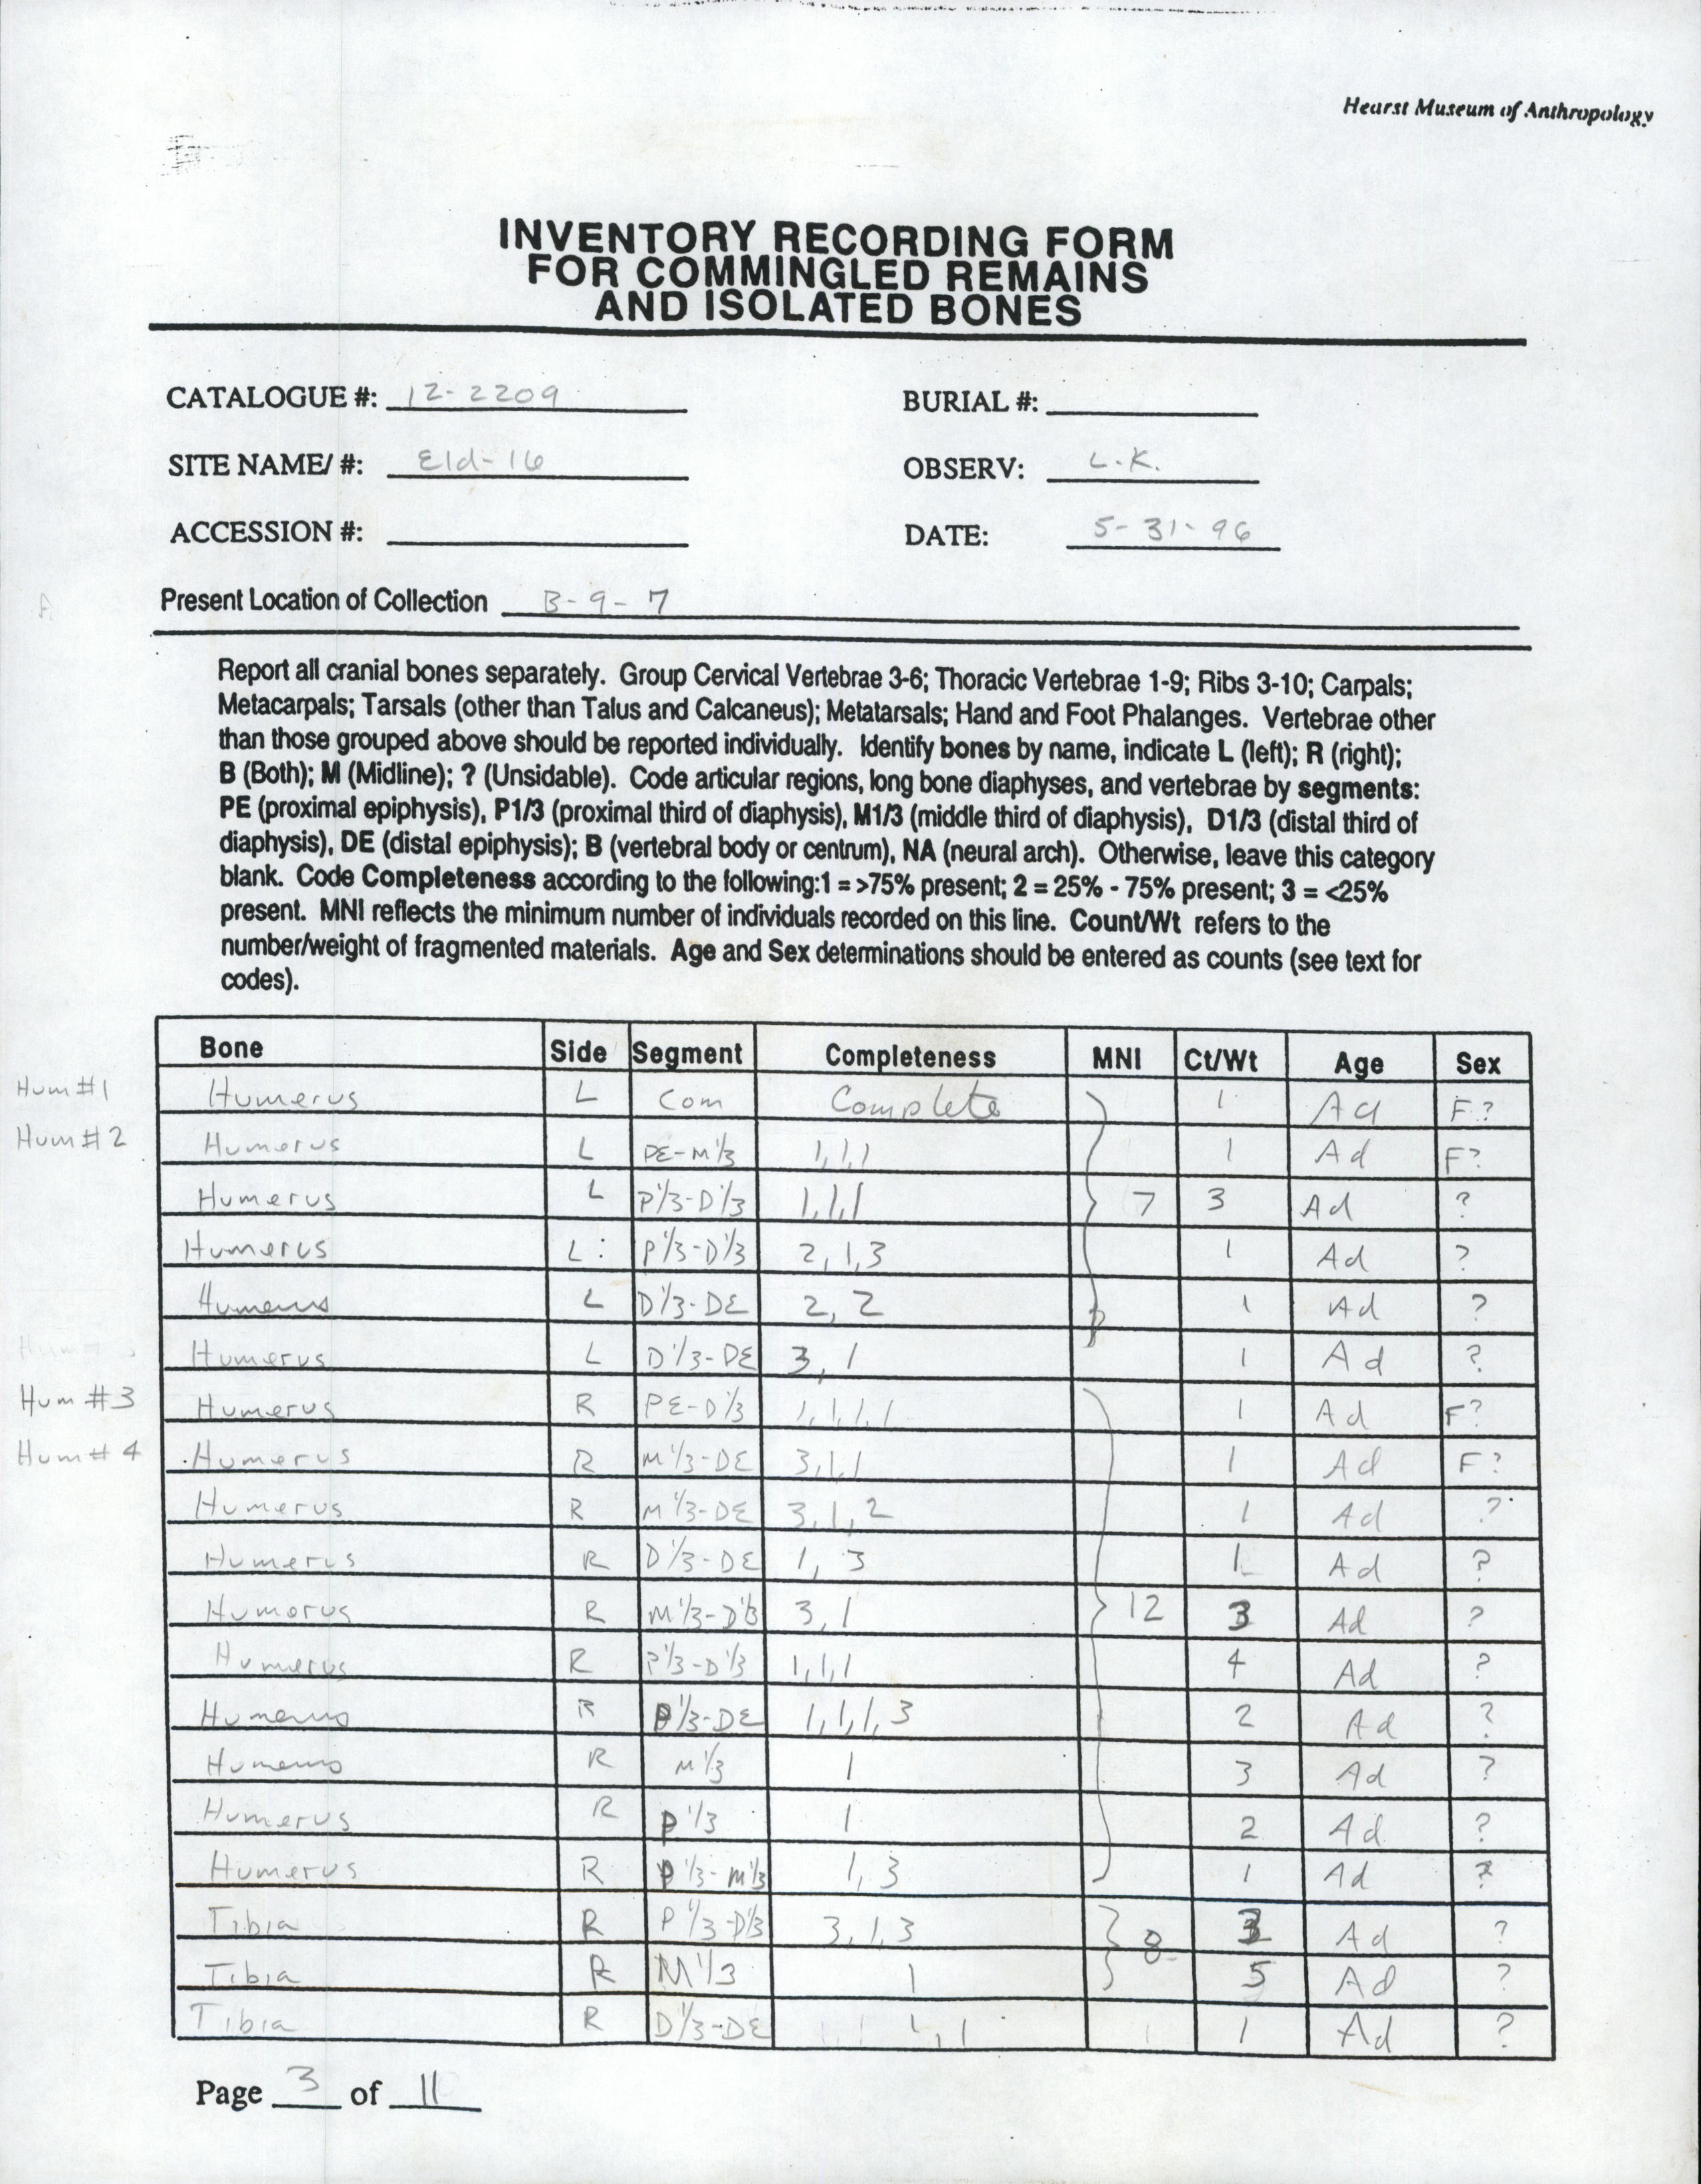 Hearst Museum of Anthropology
INVENTORY RECORDING FORM
FOR COMMINGLED REMAINS
AND ISOLATED BONES
CATALOGUE #: 12-2209 BURIAL #:
SITE NAME/ #: Eld-16 OBSERV: L.K.
ACCESSION #: DATE: 5-31-96
Present Location of Collection B-9-7
Report all cranial bones separately. Group Cervical Vertebrae 3-6; Thoracic Vertebrae 1-9; Ribs 3-10; Carpals;
Metacarpals; Tarsals (other than Talus and Calcaneus); Metatarsals; Hand and Foot Phalanges. Vertebrae other
than those grouped above should be reported individually. Identify bones by name, indicate L (left); R (right);
B (Both); M (Midline); ? (Unsidable). Code articular regions, long bone diaphyses, and vertebrae by segments:
PE (proximal epiphysis), P1/3 (proximal third of diaphysis), M1/3 (middle third of diaphysis), D1/3 (distal third of
diaphysis), DE (distal epiphysis); B (vertebral body or centrum), NA (neural arch). Otherwise, leave this category
blank. Code Completeness according to the following:1 = >75% present; 2 = 25% - 75% present; 3 = <25%
present. MNI reflects the minimum number of individuals recorded on this line. Count/Wt refers to the
number/weight of fragmented materials. Age and Sex determinations should be entered as counts (see text for
codes).
Bone Side Segment Completeness MNI Ct/Wt Age Sex
Hum #1 Humerus L Com Complete 1 Ad F?
Hum #2 Humerus L PE-M1/3 1,1,1 1 Ad F?
Humerus L P1/3-D1/3 1,1,1 7 3 Ad ?
Humerus L P1/3-D1/3 2,1,3 1 Ad ?
Humerus L D1/3-DE 2, 2 1 Ad ?
Humerus L D1/3-DE 3, 1 1 Ad ?
Hum #3 Humerus R PE-D1/3 1,1,1,1 1 Ad F?
Hum #4 Humerus R M1/3-DE 3,1,1 1 Ad F?
Humerus R M1/3-DE 3,1,2 1 Ad ?
Humerus R D1/3-DE 1, 3 1 Ad ?
Humerus R M1/3-D1/3 3,1 12 3 Ad ?
Humerus R P1/3-D1/3 1,1,1 4 Ad ?
Humerus R P1/3-DE 1,1,1,3 2 Ad ?
Humerus R M1/3 1 3 Ad ?
Humerus R P1/3 1 2 Ad ?
Humerus R P1/3-M1/3 1,3 1 Ad ?
Tibia R P1/3-D1/3 3,1,3 8 Ad ?
Tibia R M1/3 1 5 Ad ?
Tibia R D1/3-DE 1,1 1 1 Ad ?
Page 3 of 11